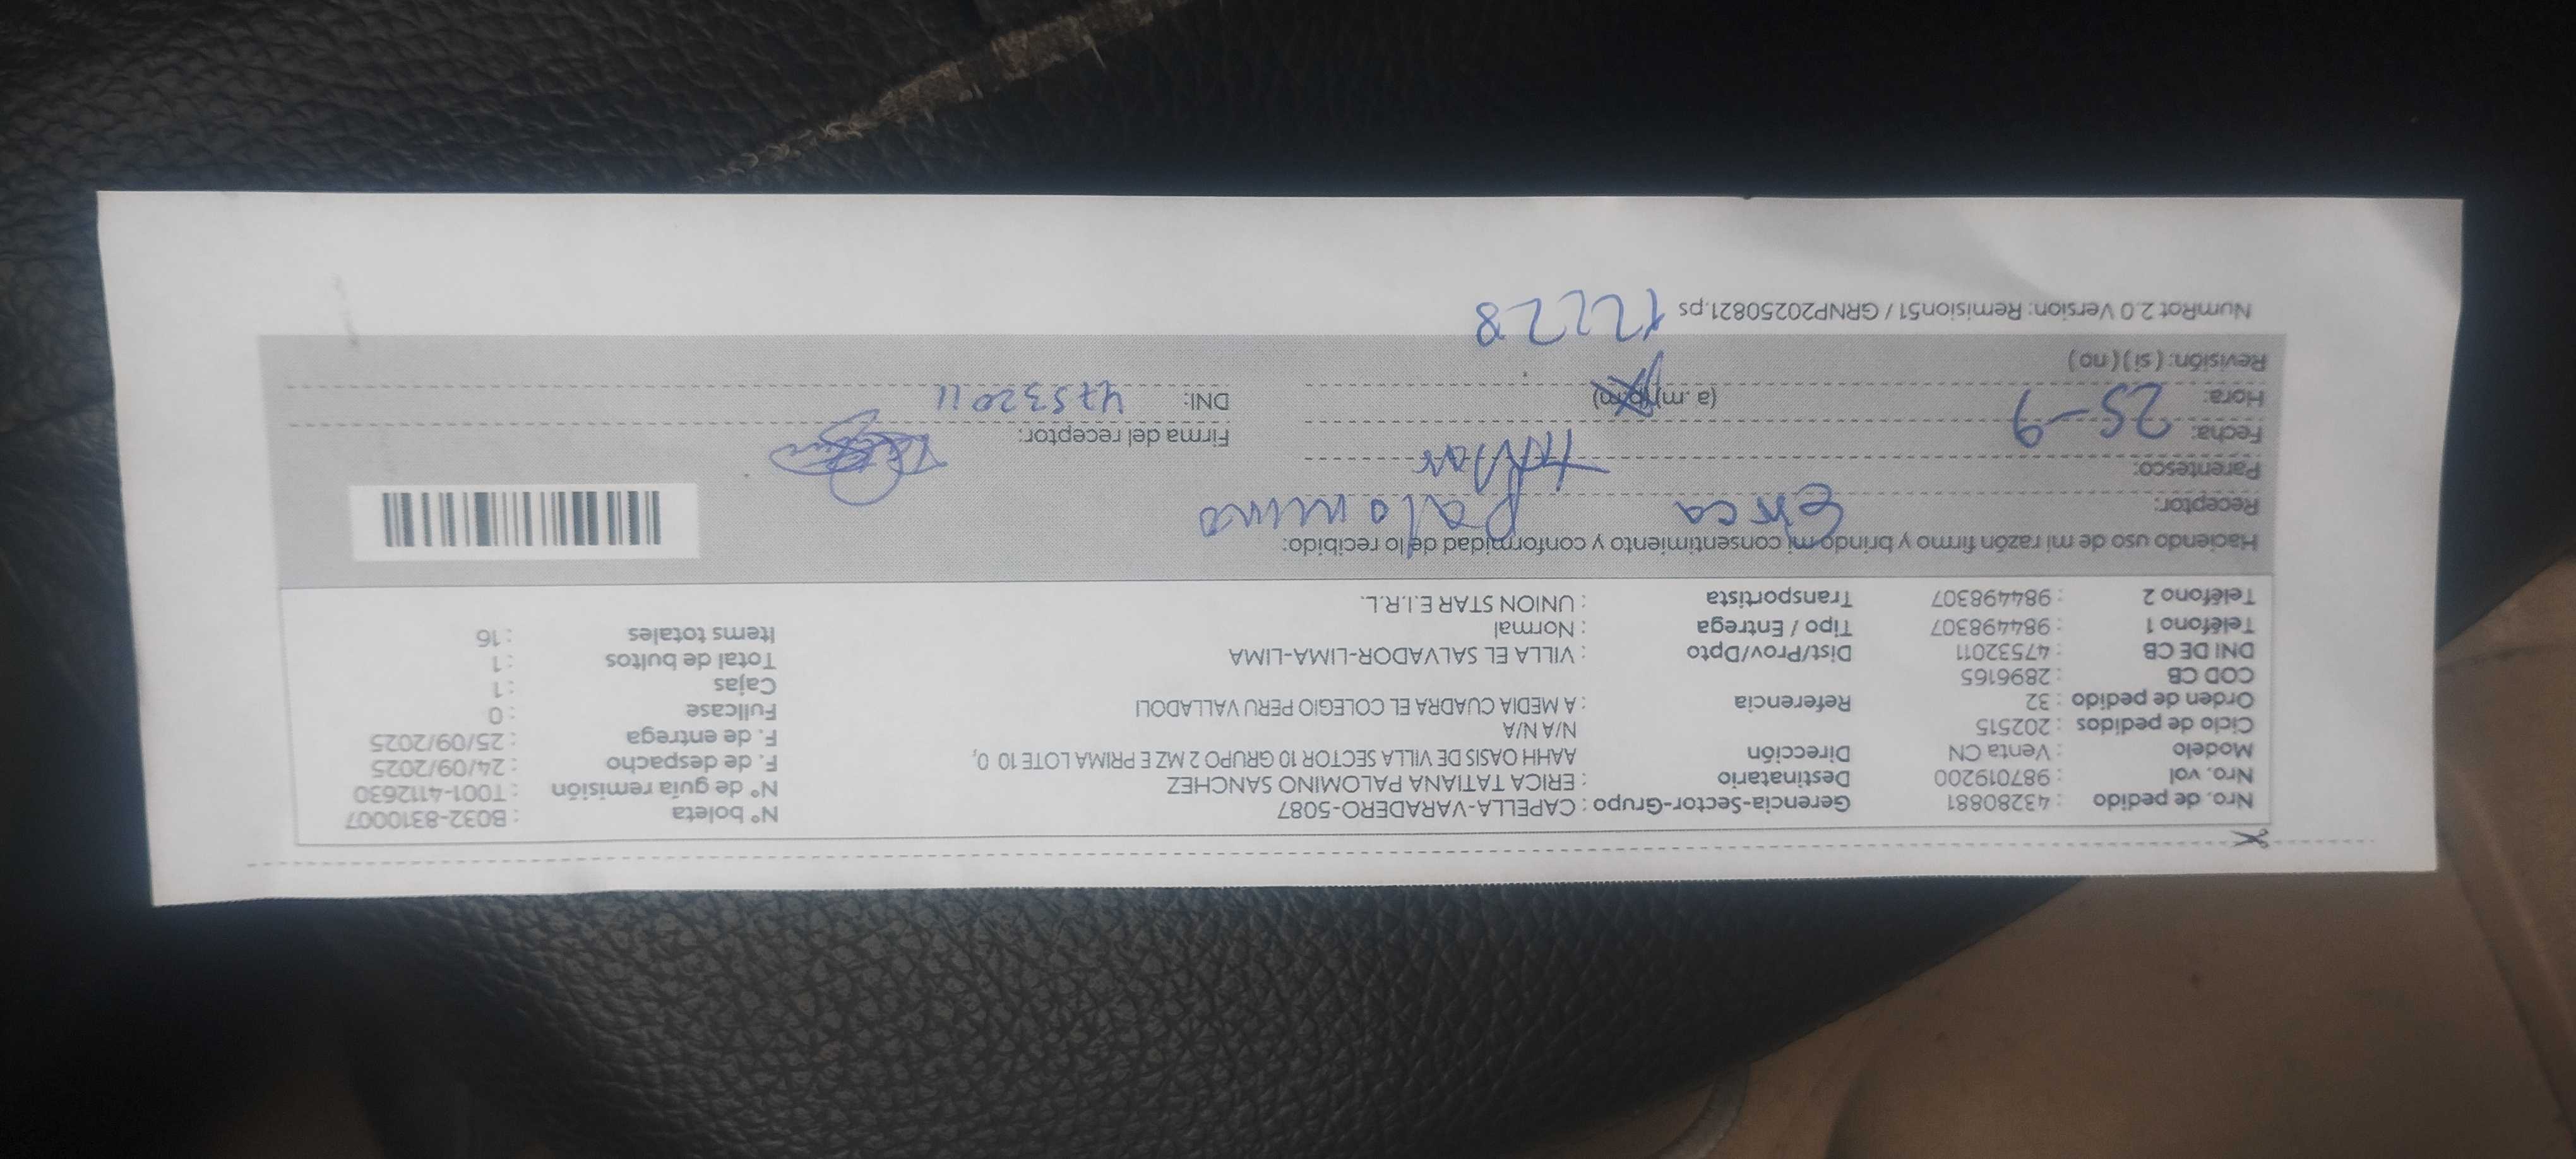 Nro. de pedido : 43280881 Gerencia-Sector-Grupo : CAPELLA-VARADERO-5087 N° boleta : B032-8310007
Nro. vol : 987019200 Destinatario : ERICA TATIANA PALOMINO SANCHEZ N° de guía remisión : T001-4112630
Modelo : Venta CN Dirección AAHH OASIS DE VILLA SECTOR 10 GRUPO 2 MZ E PRIMA LOTE 10 0, F. de despacho : 24/09/2025
Ciclo de pedidos : 202515 N/A N/A F. de entrega : 25/09/2025
Orden de pedido : 32 Referencia : A MEDIA CUADRA EL COLEGIO PERU VALLADOLI Fullcase : 0
COD CB : 2896165 Cajas : 1
DNI DE CB : 47532011 Dist/Prov/Dpto : VILLA EL SALVADOR-LIMA-LIMA Total de bultos : 1
Teléfono 1 : 984498307 Tipo / Entrega : Normal Items totales : 16
Teléfono 2 : 984498307 Transportista : UNION STAR E.I.R.L.
Haciendo uso de mi razón firmo y brindo mi consentimiento y conformidad de lo recibido:
Receptor: Erica Palomino
Parentesco: titular
Fecha: 25-9 Firma del receptor:
Hora: (a .m) (p.m) DNI: 47532011
Revisión: ( si ) ( no )
NumRot 2.0 Version: Remision51 / GRNP20250821.ps 12228